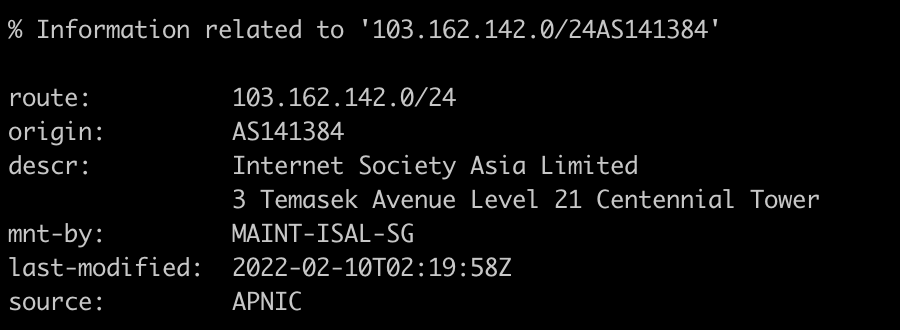 % Information related to '103.162.142.0/24AS141384'
route: 103.162.142.0/24
origin: AS141384
descr: Internet Society Asia Limited
3 Temasek Avenue Level 21 Centennial Tower
mnt-by: MAINT-ISAL-SG
last-modified: 2022-02-10T02:19:58Z
source: APNIC